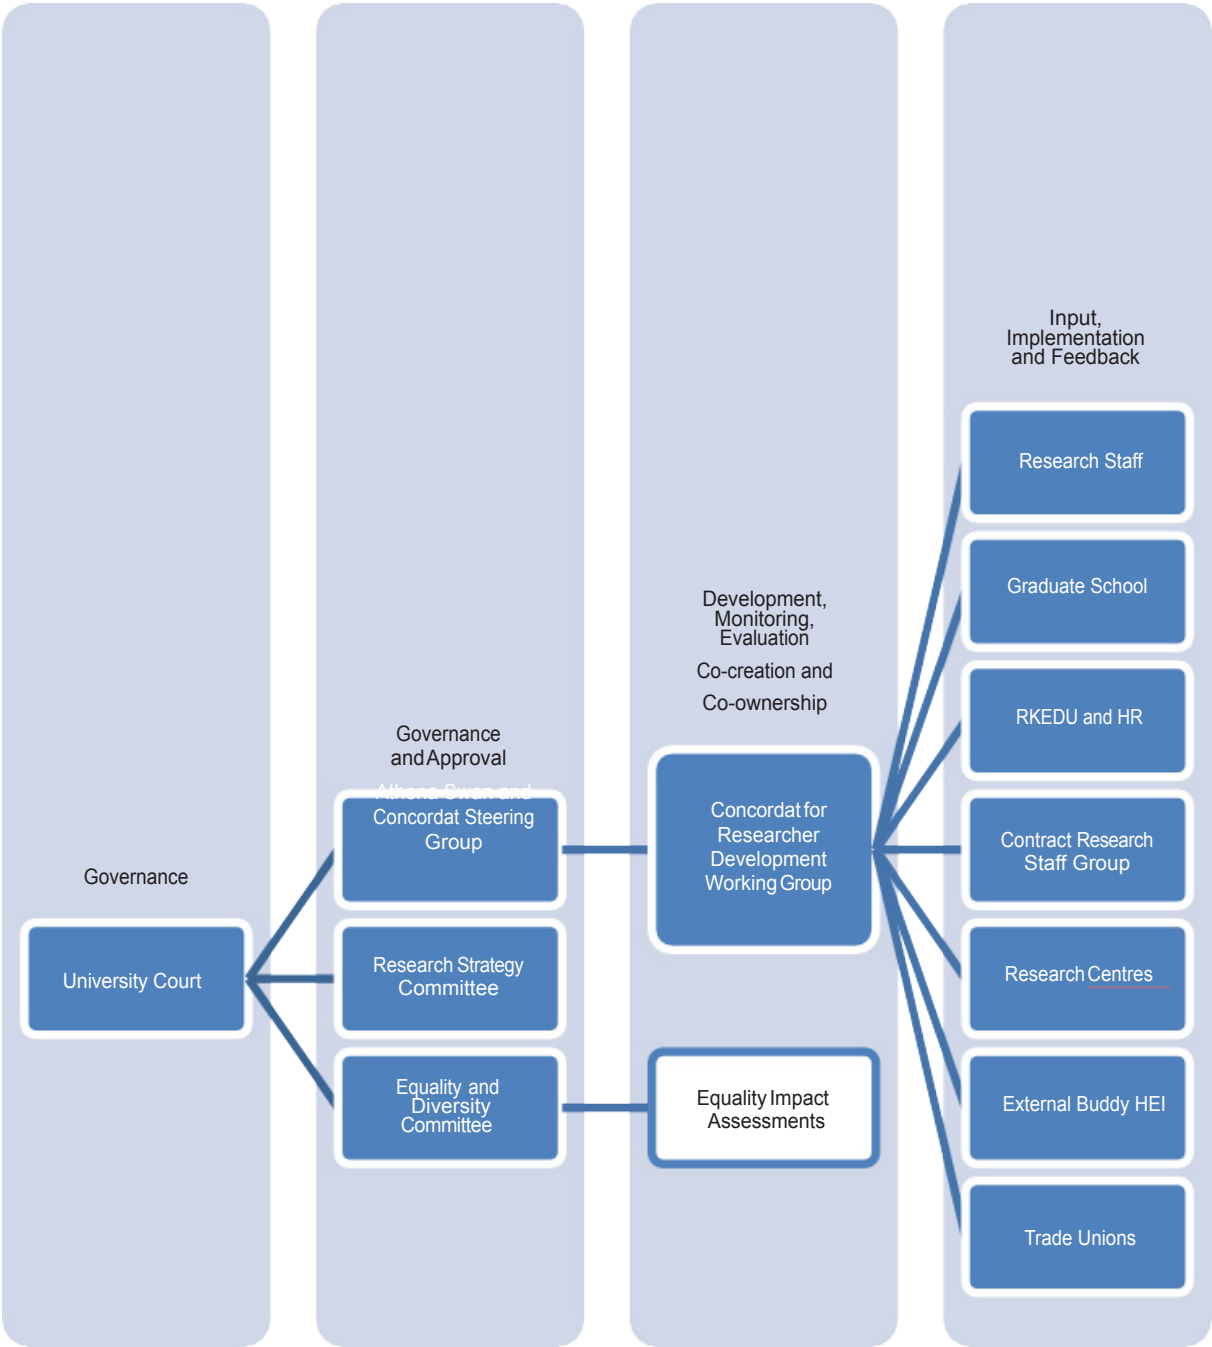 Governance
University Court
Governance
and Approval
Athena Swan and
Concordat Steering
Group
Research Strategy
Committee
Equality and
Diversity
Committee
Development,
Monitoring,
Evaluation
Co-creation and
Co-ownership
Concordat for
Researcher
Development
Working Group
Equality Impact
Assessments
Input,
Implementation
and Feedback
Research Staff
Graduate School
RKEDU and HR
Contract Research
Staff Group
Research Centres
External Buddy HEI
Trade Unions